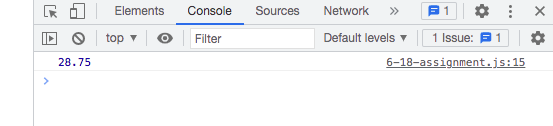 Elements Console Sources Network » 1
top ▾ Filter Default levels ▾ 1 Issue: 1
28.75 6-18-assignment.js:15